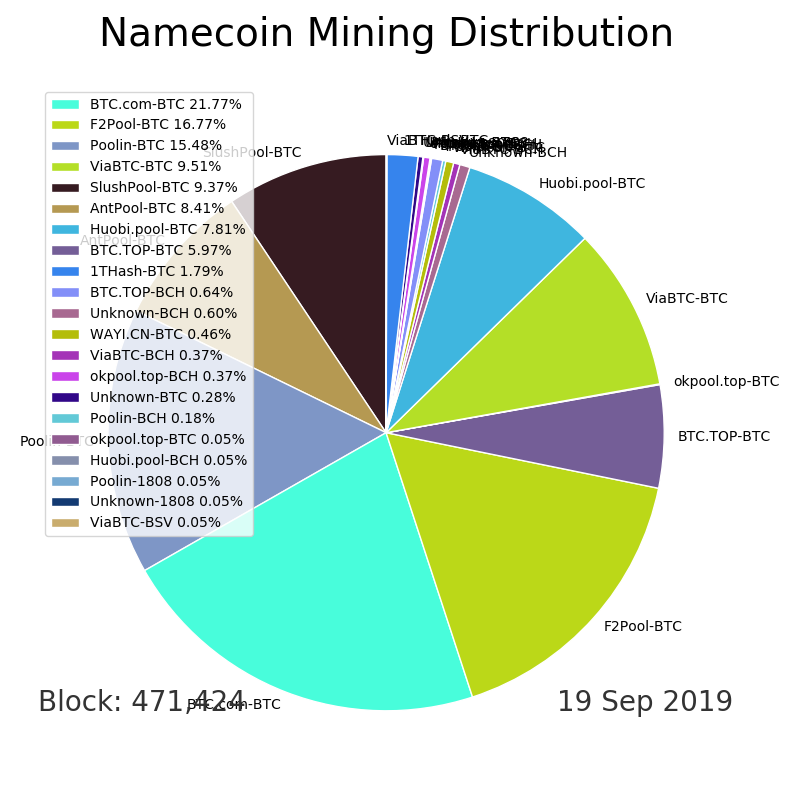 Namecoin Mining Distribution
BTC.com-BTC 21.77%
F2Pool-BTC 16.77%
Poolin-BTC 15.48%
ViaBTC-BTC 9.51%
SlushPool-BTC 9.37%
AntPool-BTC 8.41%
Huobi.pool-BTC 7.81%
BTC.TOP-BTC 5.97%
1THash-BTC 1.79%
BTC.TOP-BCH 0.64%
Unknown-BCH 0.60%
WAYI.CN-BTC 0.46%
ViaBTC-BCH 0.37%
okpool.top-BCH 0.37%
Unknown-BTC 0.28%
Poolin-BCH 0.18%
okpool.top-BTC 0.05%
Huobi.pool-BCH 0.05%
Poolin-1808 0.05%
Unknown-1808 0.05%
ViaBTC-BSV 0.05%
SlushPool-BTC
AntPool-BTC
Unknown-BCH
Huobi.pool-BTC
ViaBTC-BTC
okpool.top-BTC
BTC.TOP-BTC
F2Pool-BTC
BTC.com-BTC
Block: 471,424
19 Sep 2019